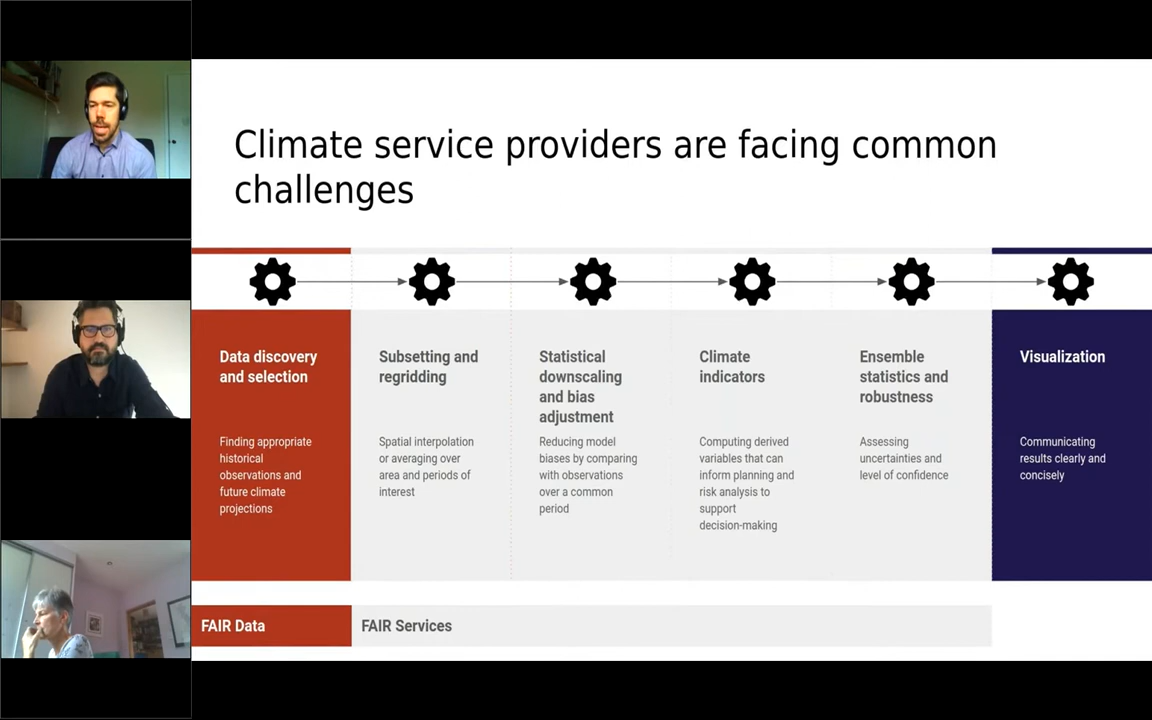 Climate service providers are facing common
challenges
Data discovery
and selection
Finding appropriate
historical
observations and
future climate
projections
Subsetting and
regridding
Spatial interpolation
or averaging over
area and periods of
interest
Statistical
downscaling
and bias
adjustment
Reducing model
biases by comparing
with observations
over a common
period
Climate
indicators
Computing derived
variables that can
inform planning and
risk analysis to
support
decision-making
Ensemble
statistics and
robustness
Assessing
uncertainties and
level of confidence
Visualization
Communicating
results clearly and
concisely
FAIR Data
FAIR Services